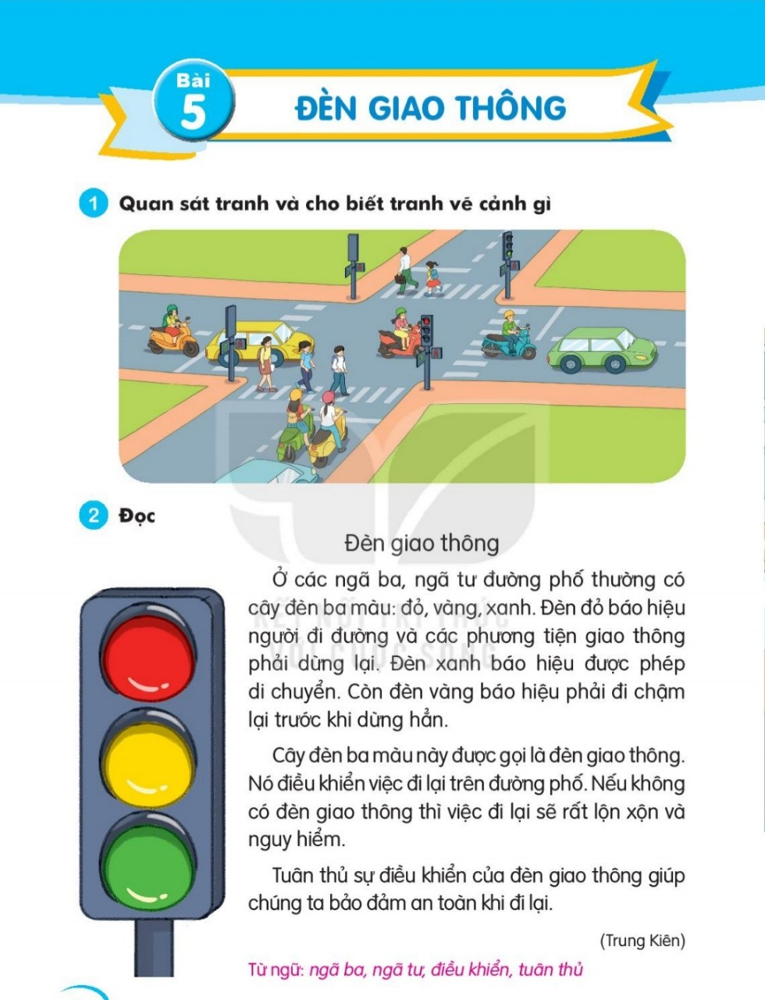 Bài
5
ĐÈN GIAO THÔNG
1 Quan sát tranh và cho biết tranh vẽ cảnh gì
2 Đọc
Đèn giao thông
Ở các ngã ba, ngã tư đường phố thường có
cây đèn ba màu: đỏ, vàng, xanh. Đèn đỏ báo hiệu
người đi đường và các phương tiện giao thông
phải dừng lại. Đèn xanh báo hiệu được phép
di chuyển. Còn đèn vàng báo hiệu phải đi chậm
lại trước khi dừng hẳn.
Cây đèn ba màu này được gọi là đèn giao thông.
Nó điều khiển việc đi lại trên đường phố. Nếu không
có đèn giao thông thì việc đi lại sẽ rất lộn xộn và
nguy hiểm.
Tuân thủ sự điều khiển của đèn giao thông giúp
chúng ta bảo đảm an toàn khi đi lại.
(Trung Kiên)
Từ ngữ: ngã ba, ngã tư, điều khiển, tuân thủ
KẾT NỐI TRI THỨC
VỚI CUỘC SỐNG